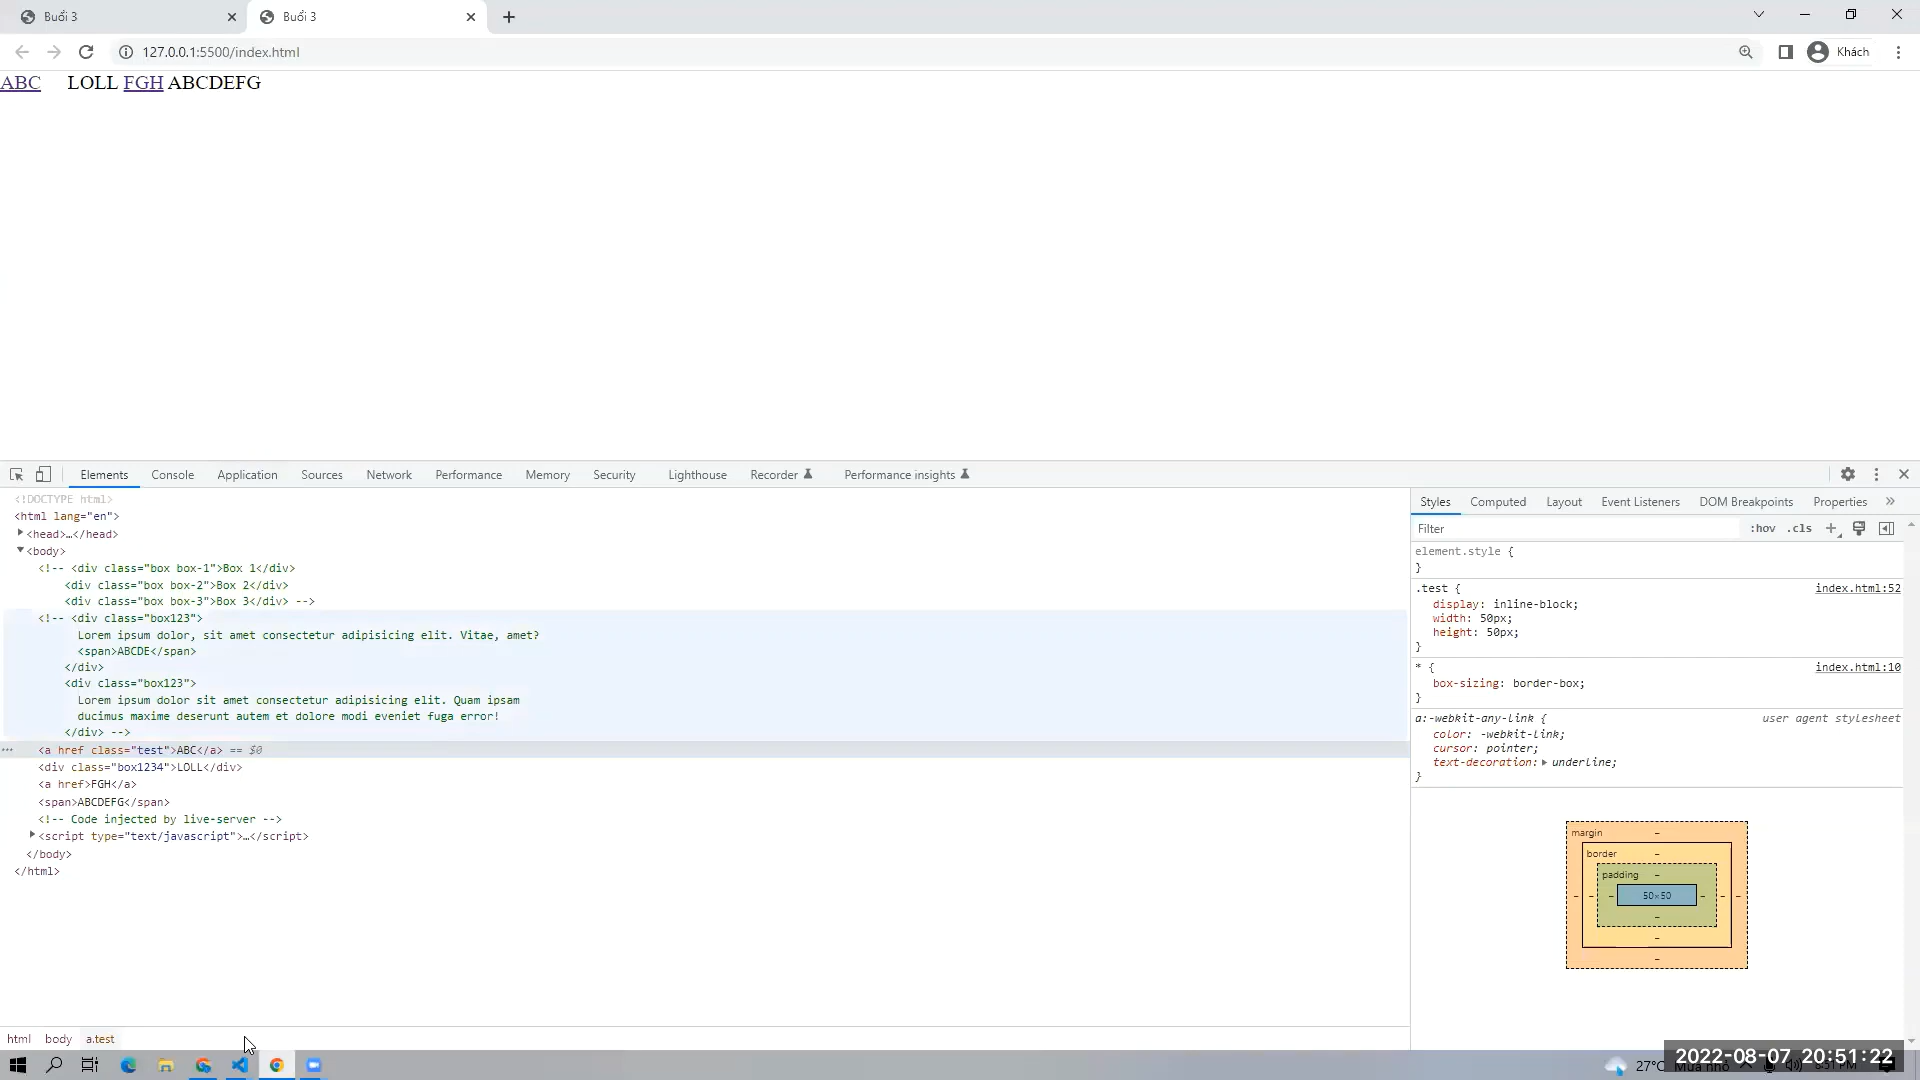 Buổi 3
Buổi 3
127.0.0.1:5500/index.html
Khách
ABC LOLL FGH ABCDEFG
Elements Console Application Sources Network Performance Memory Security Lighthouse Recorder Performance insights
<!DOCTYPE html>
<html lang="en">
<head>…</head>
<body>
<!-- <div class="box box-1">Box 1</div>
<div class="box box-2">Box 2</div>
<div class="box box-3">Box 3</div> -->
<!-- <div class="box123">
Lorem ipsum dolor, sit amet consectetur adipisicing elit. Vitae, amet?
<span>ABCDE</span>
</div>
<div class="box123">
Lorem ipsum dolor sit amet consectetur adipisicing elit. Quam ipsam
ducimus maxime deserunt autem et dolore modi eveniet fuga error!
</div> -->
<a href class="test">ABC</a> == $0
<div class="box1234">LOLL</div>
<a href>FGH</a>
<span>ABCDEFG</span>
<!-- Code injected by live-server -->
<script type="text/javascript">…</script>
</body>
</html>
html body a.test
Styles Computed Layout Event Listeners DOM Breakpoints Properties »
Filter :hov .cls +
element.style {
}
.test { index.html:52
display: inline-block;
width: 50px;
height: 50px;
}
* { index.html:10
box-sizing: border-box;
}
a:-webkit-any-link { user agent stylesheet
color: -webkit-link;
cursor: pointer;
text-decoration: underline;
}
margin –
border –
padding –
– – – 50×50 – – –
–
–
–
27°C
2022-08-07 20:51:22